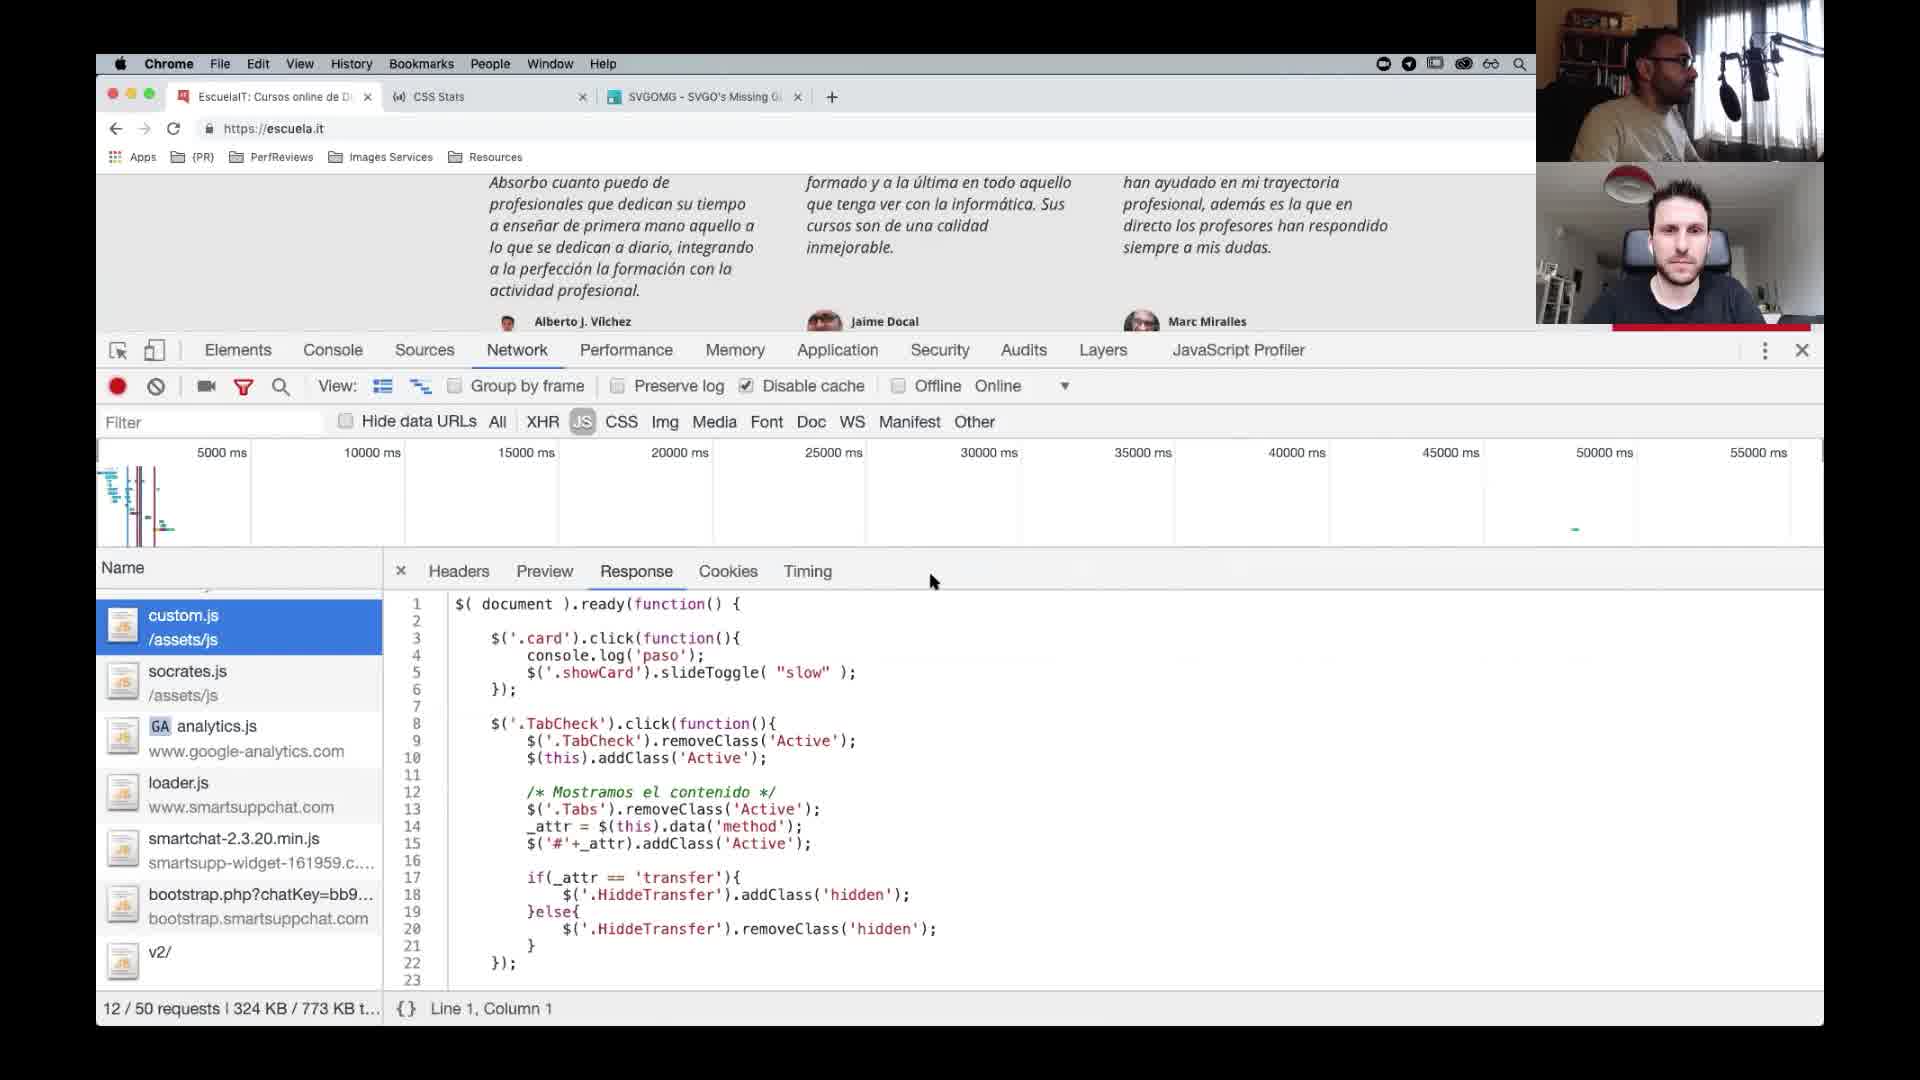 Chrome File Edit View History Bookmarks People Window Help
EscuelaIT: Cursos online de D
CSS Stats
SVGOMG - SVGO's Missing G
https://escuela.it
Apps {PR} PerfReviews Images Services Resources
Absorbo cuanto puedo de
profesionales que dedican su tiempo
a enseñar de primera mano aquello a
lo que se dedican a diario, integrando
a la perfección la formación con la
actividad profesional.
Alberto J. Vílchez
formado y a la última en todo aquello
que tenga ver con la informática. Sus
cursos son de una calidad
inmejorable.
Jaime Docal
han ayudado en mi trayectoria
profesional, además es la que en
directo los profesores han respondido
siempre a mis dudas.
Marc Miralles
Elements Console Sources Network Performance Memory Application Security Audits Layers JavaScript Profiler
View: Group by frame Preserve log Disable cache Offline Online
Filter Hide data URLs All XHR JS CSS Img Media Font Doc WS Manifest Other
5000 ms 10000 ms 15000 ms 20000 ms 25000 ms 30000 ms 35000 ms 40000 ms 45000 ms 50000 ms 55000 ms
Name
custom.js
/assets/js
socrates.js
/assets/js
GA analytics.js
www.google-analytics.com
loader.js
www.smartsuppchat.com
smartchat-2.3.20.min.js
smartsupp-widget-161959.c....
bootstrap.php?chatKey=bb9...
bootstrap.smartsuppchat.com
v2/
12 / 50 requests | 324 KB / 773 KB t...
Headers Preview Response Cookies Timing
1 $( document ).ready(function() {
2
3 $('.card').click(function(){
4 console.log('paso');
5 $('.showCard').slideToggle( "slow" );
6 });
7
8 $('.TabCheck').click(function(){
9 $('.TabCheck').removeClass('Active');
10 $(this).addClass('Active');
11
12 /* Mostramos el contenido */
13 $('.Tabs').removeClass('Active');
14 _attr = $(this).data('method');
15 $('#'+_attr).addClass('Active');
16
17 if(_attr == 'transfer'){
18 $('.HiddeTransfer').addClass('hidden');
19 }else{
20 $('.HiddeTransfer').removeClass('hidden');
21 }
22 });
23
{} Line 1, Column 1